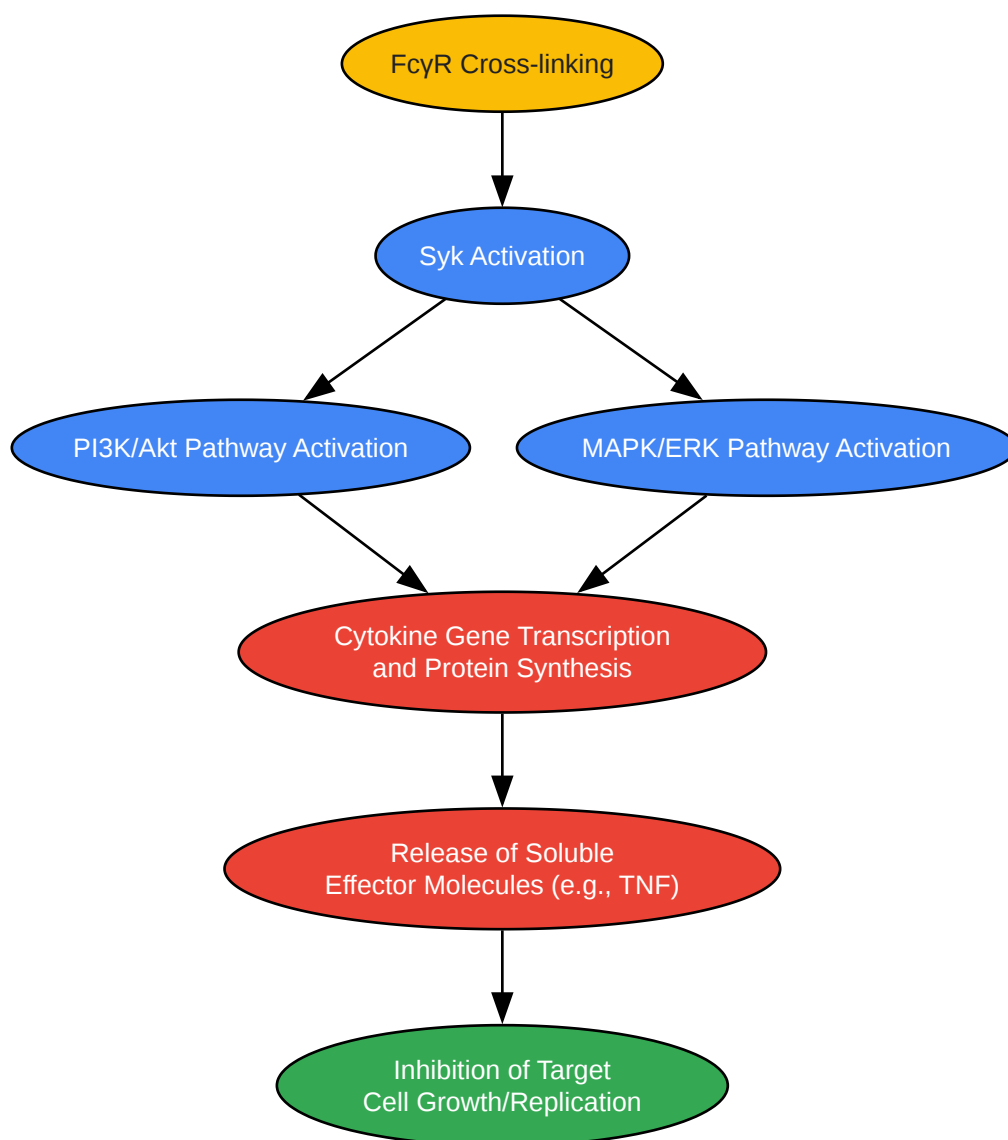 FcγR Cross-linking
Syk Activation
PI3K/Akt Pathway Activation
MAPK/ERK Pathway Activation
Cytokine Gene Transcription
and Protein Synthesis
Release of Soluble
Effector Molecules (e.g., TNF)
Inhibition of Target
Cell Growth/Replication